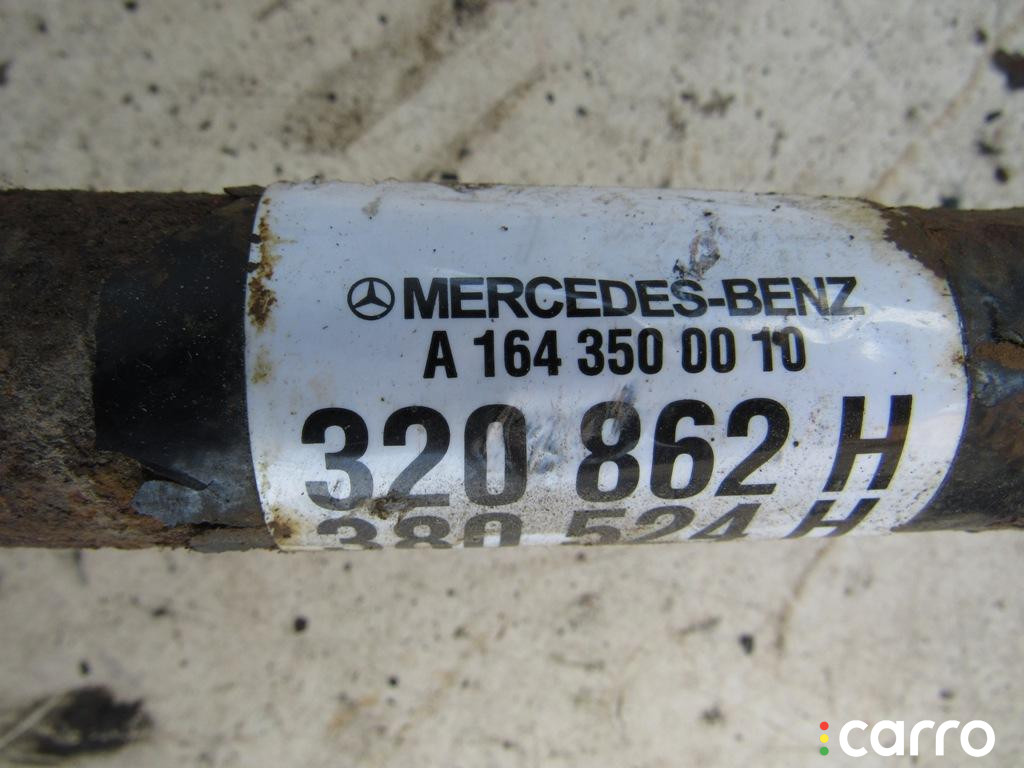 MERCEDES-BENZ
A 164 350 00 10
320 862 H
380 524 H
carro